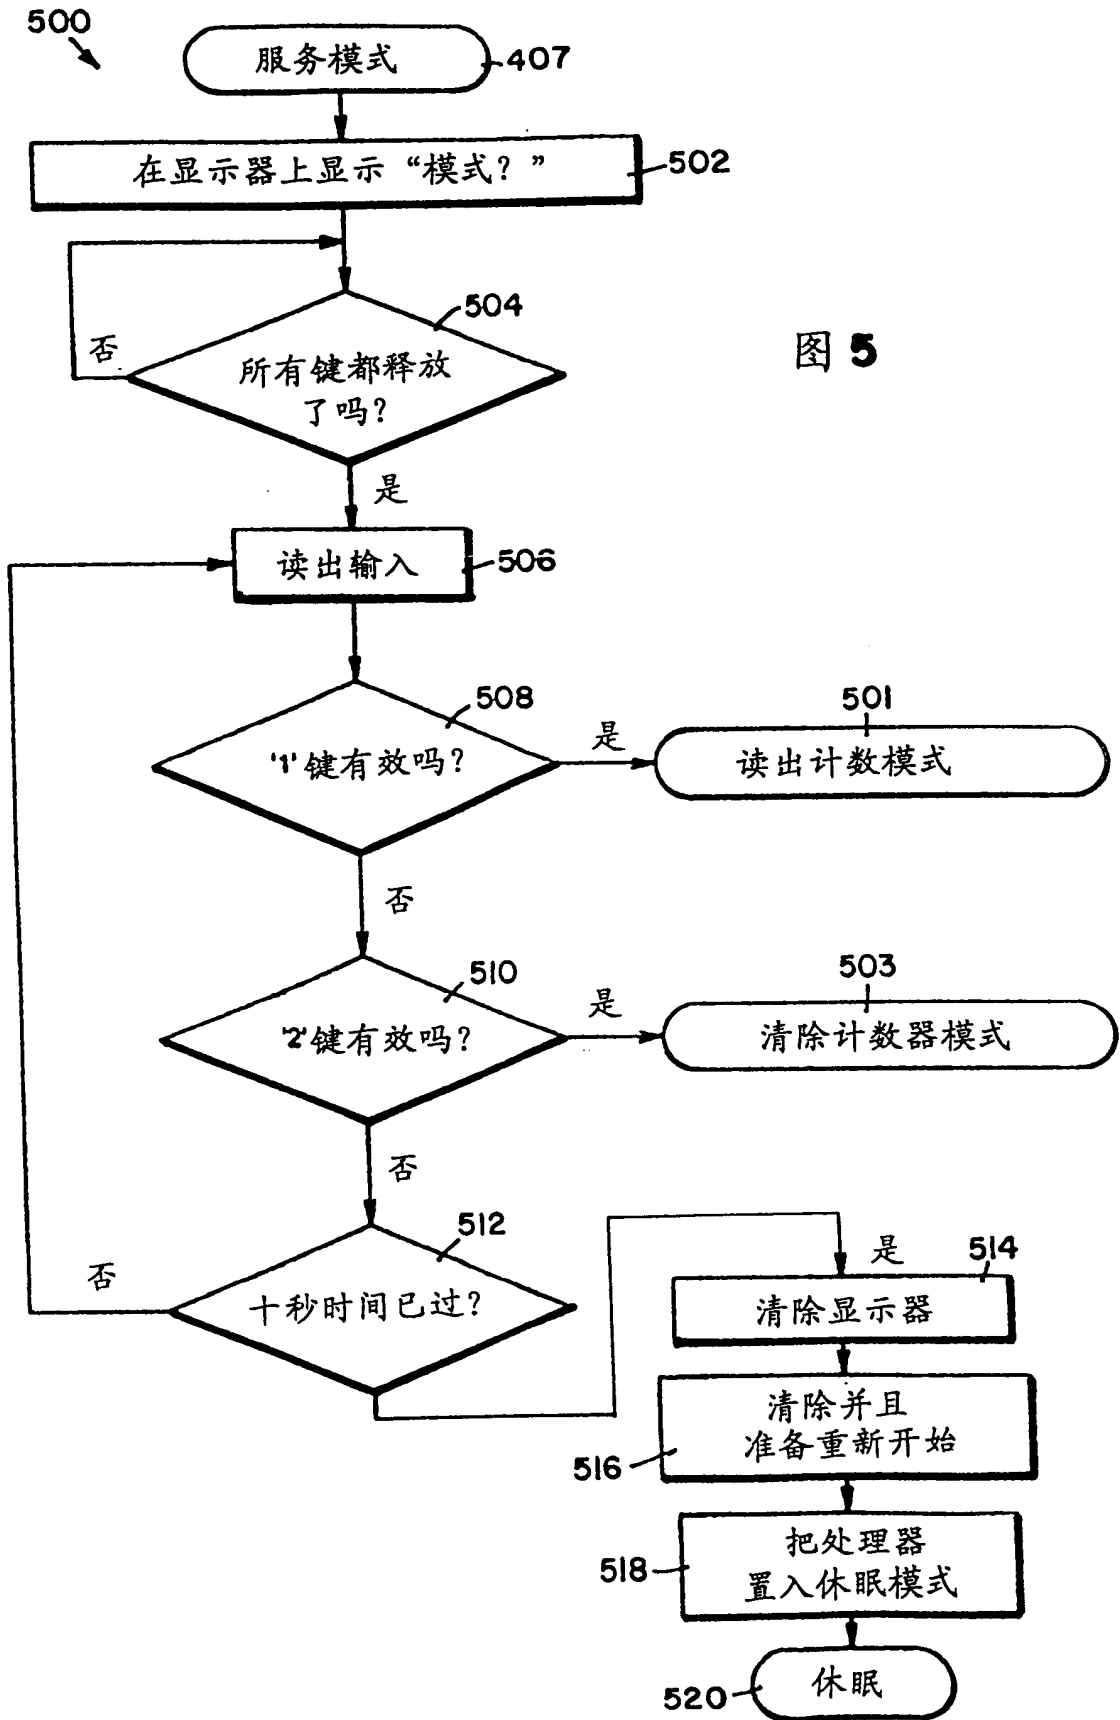 500
服务模式
407
在显示器上显示“模式？”
502
504
否
所有键都释放
了吗？
图 5
是
读出输入
506
508
'1'键有效吗？
是
501
读出计数模式
否
510
'2'键有效吗？
是
503
清除计数器模式
否
512
否
十秒时间已过？
是
514
清除显示器
清除并且
准备重新开始
516
把处理器
置入休眠模式
518
休眠
520